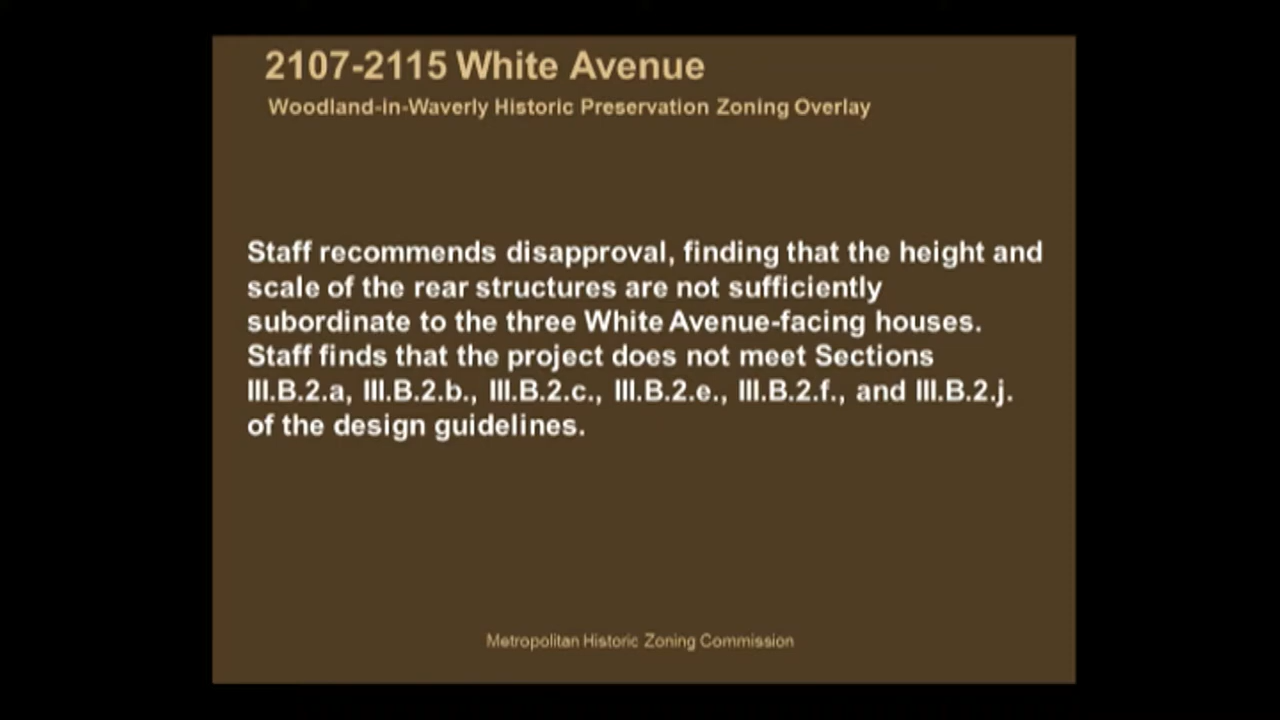 2107-2115 White Avenue
Woodland-in-Waverly Historic Preservation Zoning Overlay
Staff recommends disapproval, finding that the height and
scale of the rear structures are not sufficiently
subordinate to the three White Avenue-facing houses.
Staff finds that the project does not meet Sections
III.B.2.a, III.B.2.b., III.B.2.c., III.B.2.e., III.B.2.f., and III.B.2.j.
of the design guidelines.
Metropolitan Historic Zoning Commission